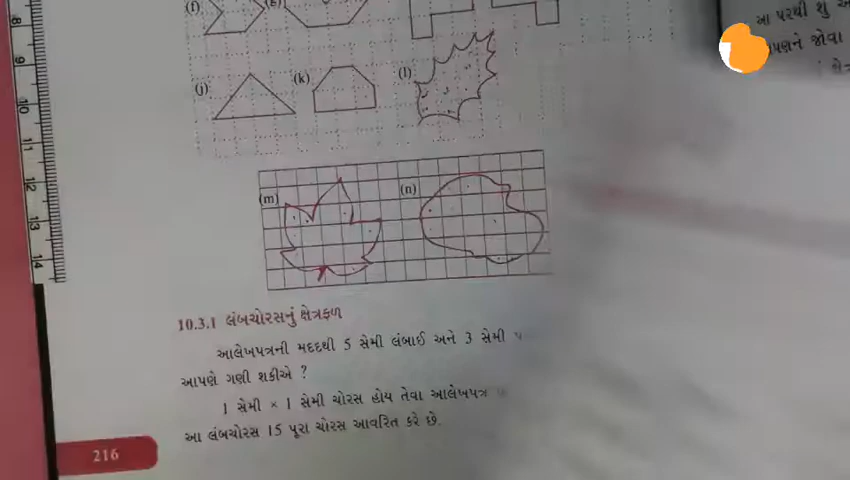 (f) (g)
(j) (k) (l)
(m) (n)
10.3.1 લંબચોરસનું ક્ષેત્રફળ
આલેખપત્રની મદદથી 5 સેમી લંબાઈ અને 3 સેમી
આપણે ગણી શકીએ ?
1 સેમી × 1 સેમી ચોરસ હોય તેવા આલેખપત્ર
આ લંબચોરસ 15 પૂરા ચોરસ આવરિત કરે છે.
216
આ પરથી શું
જોવા
8
9
10
11
12
13
14